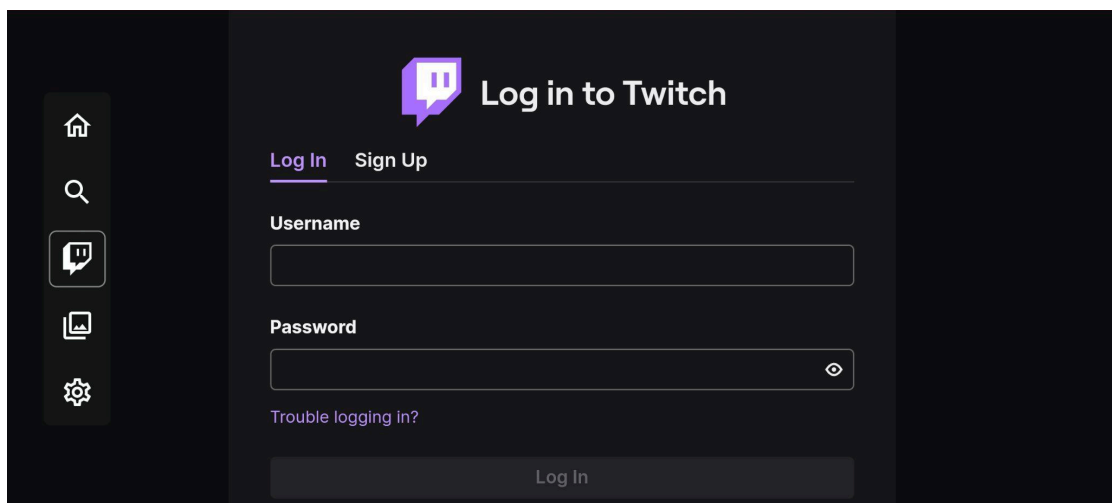 Log in to Twitch
Log In Sign Up
Username
Password
Trouble logging in?
Log In